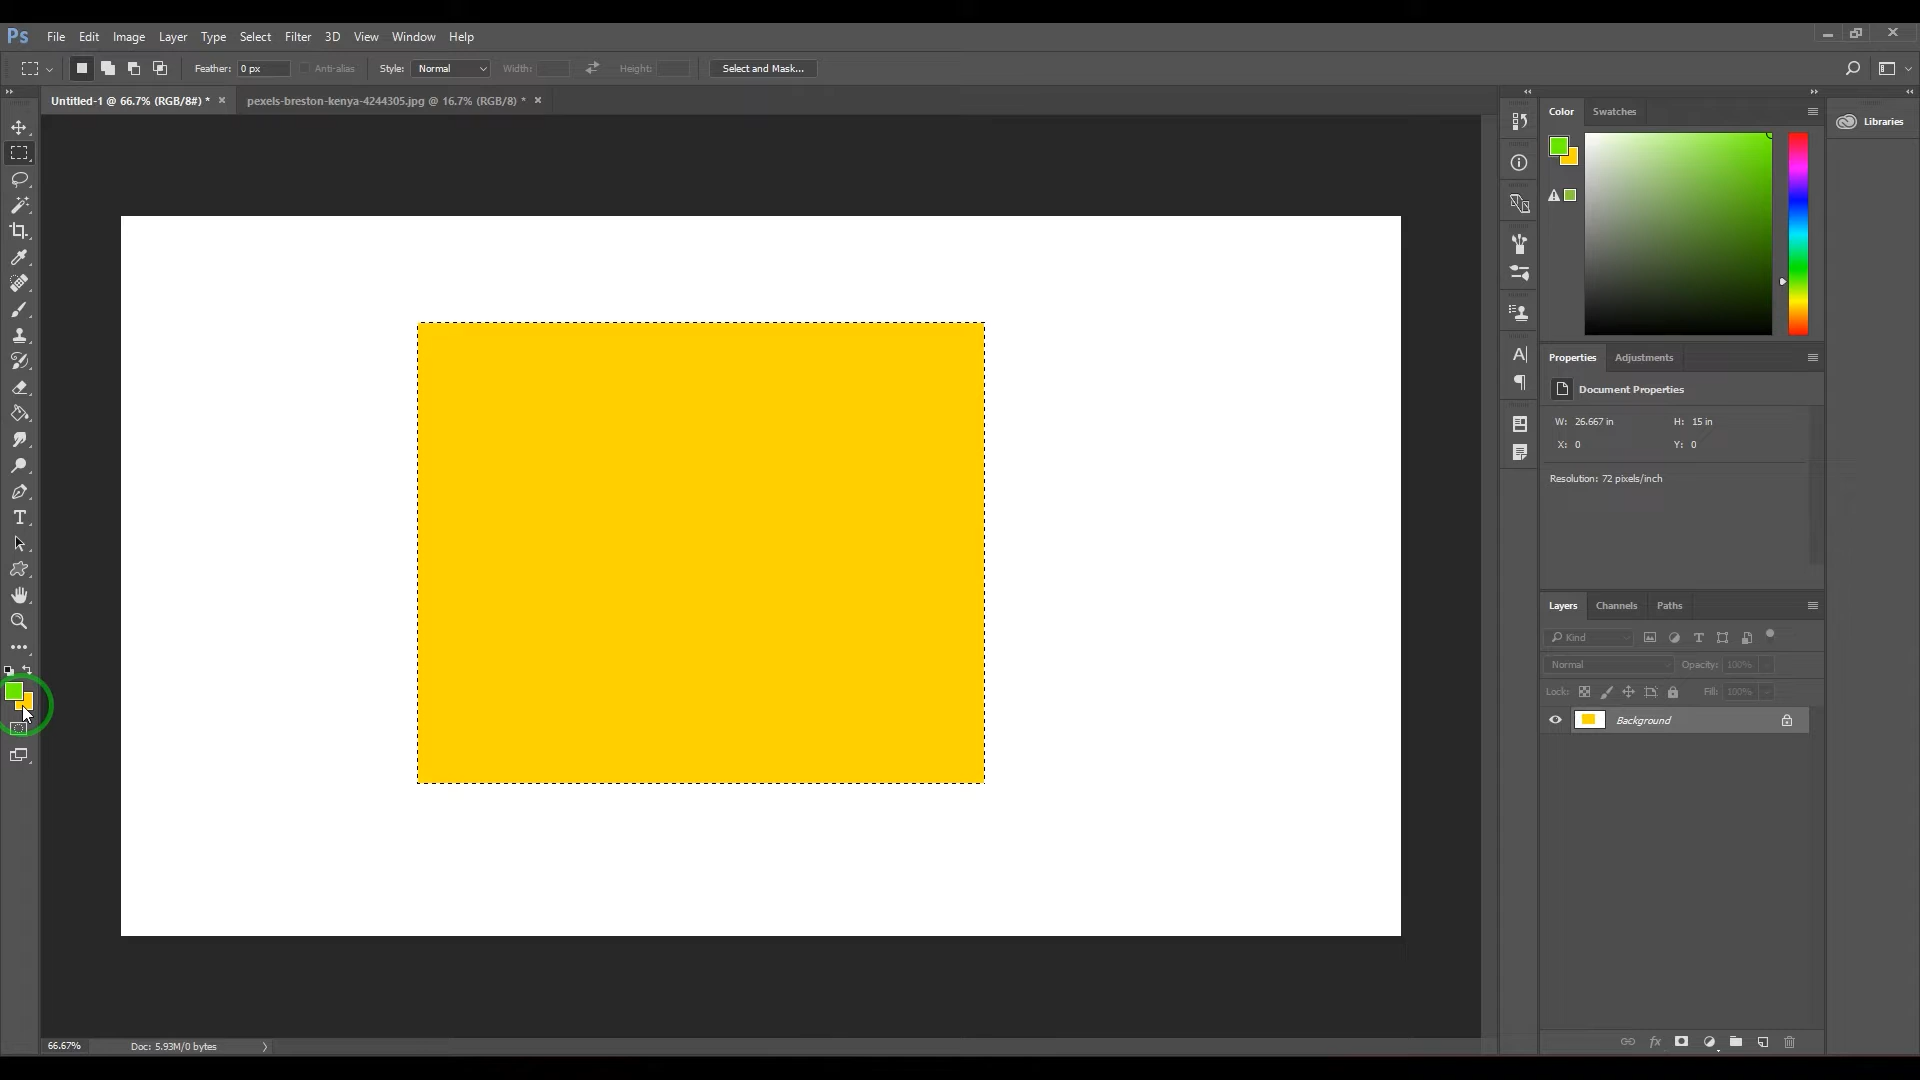 Ps File Edit Image Layer Type Select Filter 3D View Window Help
Feather: 0 px Anti-alias Style: Normal Width: Height: Select and Mask...
Untitled-1 @ 66.7% (RGB/8#) * × pexels-breston-kenya-4244305.jpg @ 16.7% (RGB/8) * ×
Color Swatches
Libraries
Properties Adjustments
Document Properties
W: 26.667 in H: 15 in
X: 0 Y: 0
Resolution: 72 pixels/inch
Layers Channels Paths
Kind
Normal Opacity: 100%
Lock: Fill: 100%
Background
fx
66.67% Doc: 5.93M/0 bytes